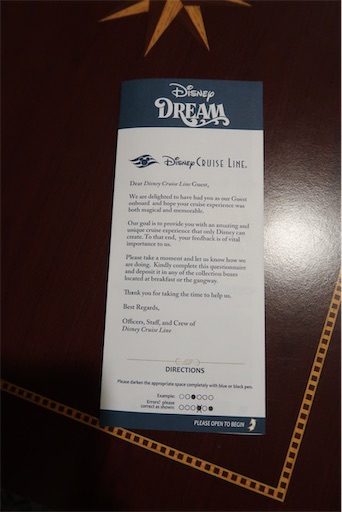 Disney
DREAM
Disney CRUISE LINE.
Dear Disney Cruise Line Guest,
We are delighted to have had you as our Guest
onboard and hope your cruise experience was
both magical and memorable.
Our goal is to provide you with an amazing and
unique cruise experience that only Disney can
create. To that end, your feedback is of vital
importance to us.
Please take a moment and let us know how we
are doing. Kindly complete this questionnaire
and deposit it in any of the collection boxes
located at breakfast or the gangway.
Thank you for taking the time to help us.
Best Regards,
Officers, Staff, and Crew of
Disney Cruise Line
DIRECTIONS
Please darken the appropriate space completely with blue or black pen.
Example:
Errors? please
correct as shown:
PLEASE OPEN TO BEGIN